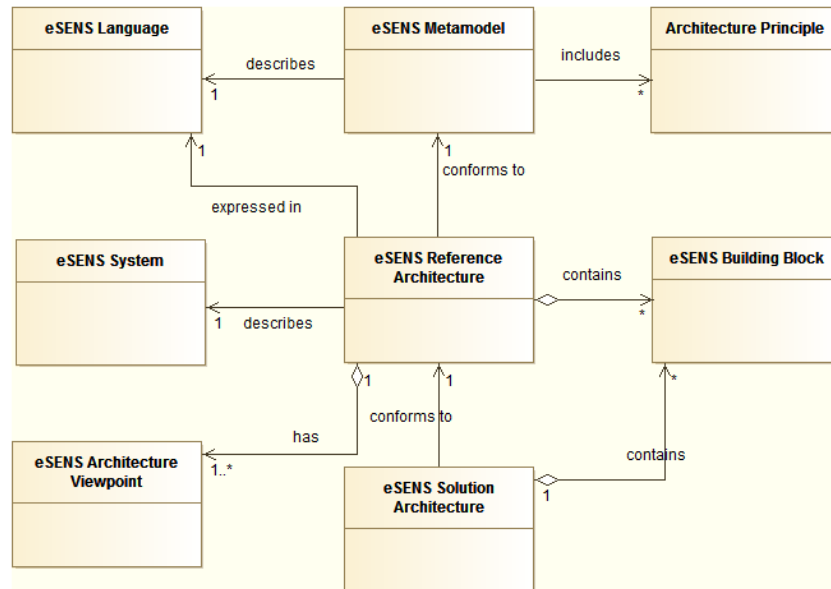 eSENS Language
eSENS Metamodel
Architecture Principle
describes
includes
1
*
1
1
conforms to
expressed in
eSENS System
eSENS Reference
Architecture
eSENS Building Block
contains
1
describes
*
1
1
*
conforms to
has
1..*
contains
eSENS Architecture
Viewpoint
eSENS Solution
Architecture
1